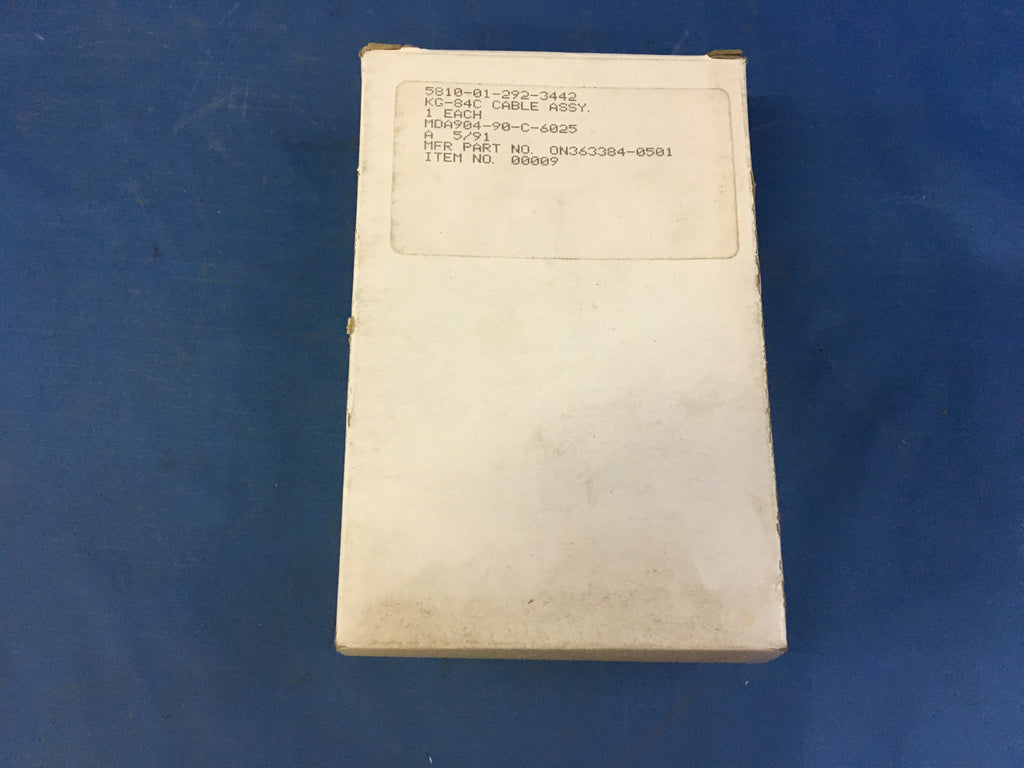 5810-01-292-3442
KG-84C CABLE ASSY.
1 EACH
MDA904-90-C-6025
A 5/91
MFR PART NO. ON363384-0501
ITEM NO. 00009